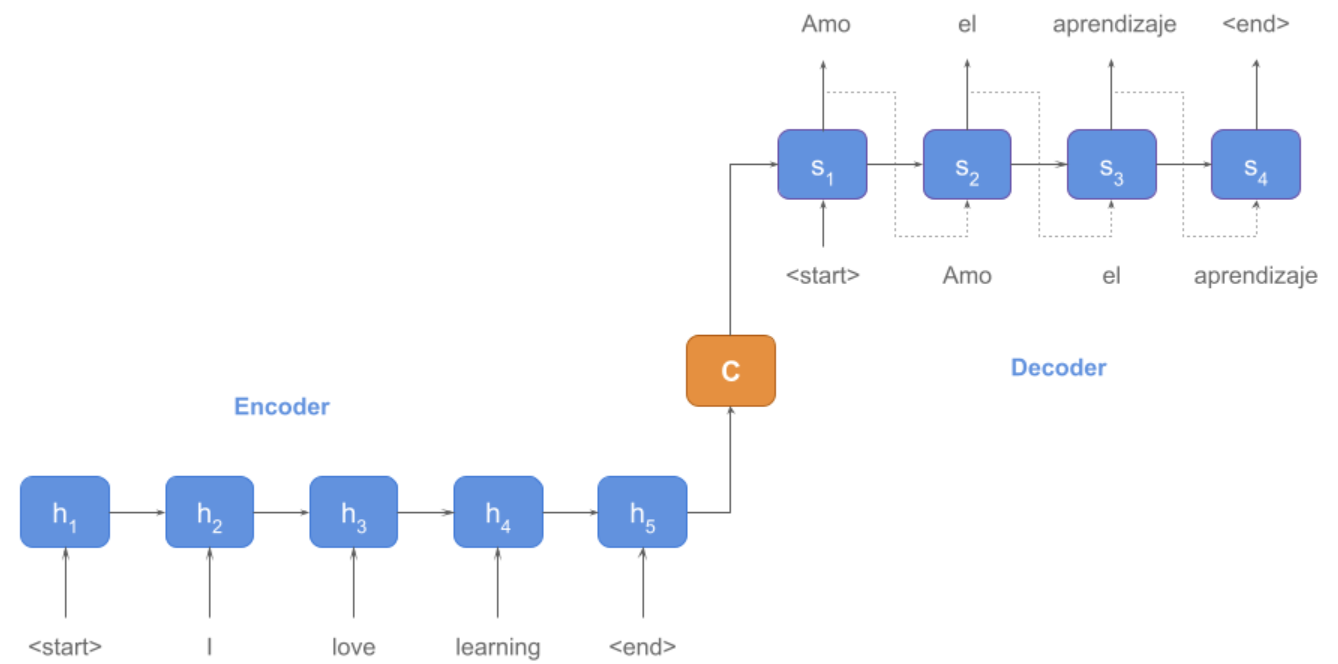 Amo el aprendizaje <end>
s1 s2 s3 s4
<start> Amo el aprendizaje
C
Decoder
Encoder
h1 h2 h3 h4 h5
<start> I love learning <end>